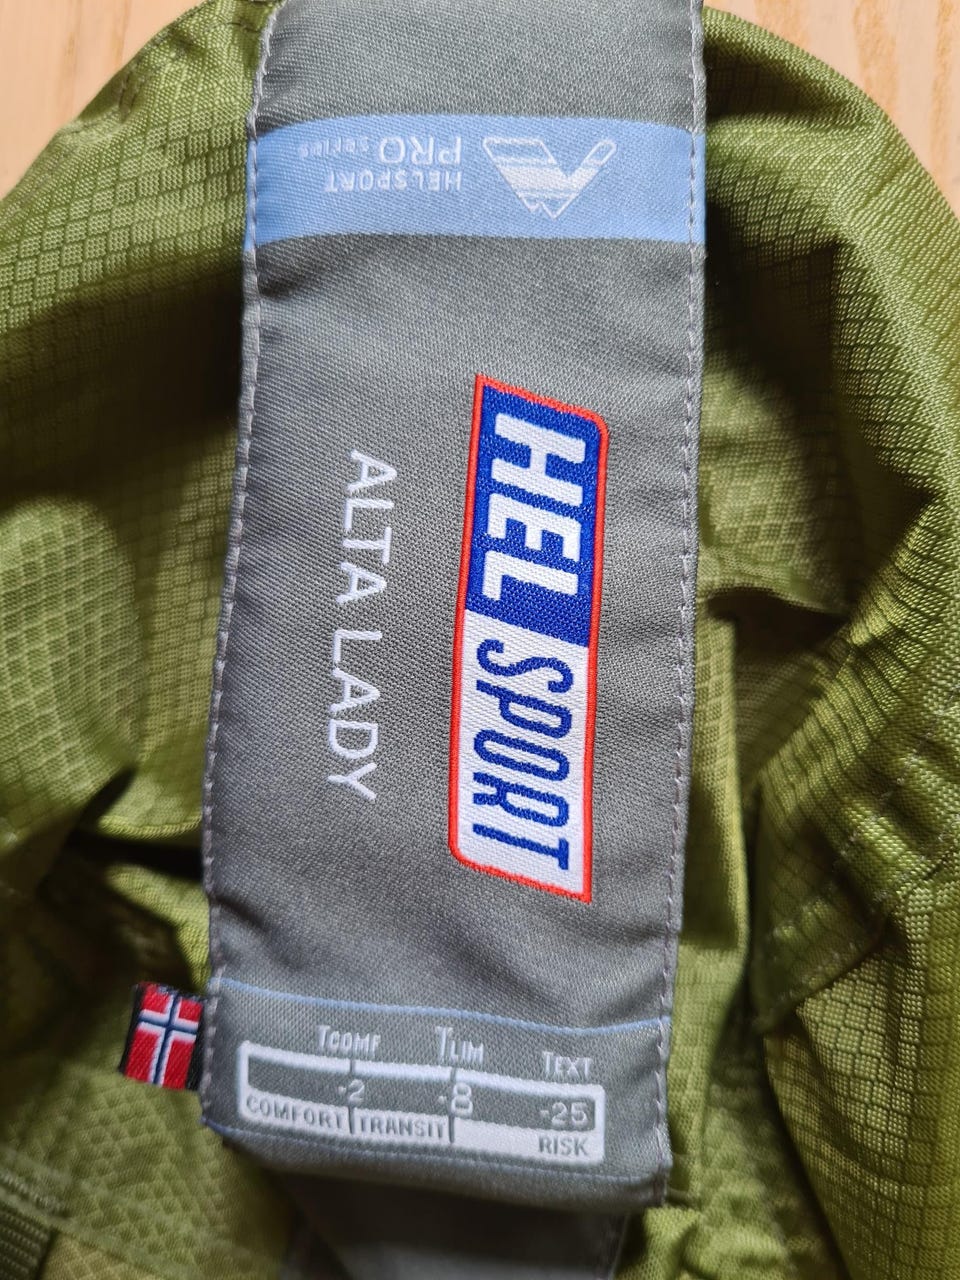 HELSPORT
PRO series
HEL SPORT
ALTA LADY
TCOMF TLIM TEXT
-2 -8 -25
COMFORT TRANSIT RISK